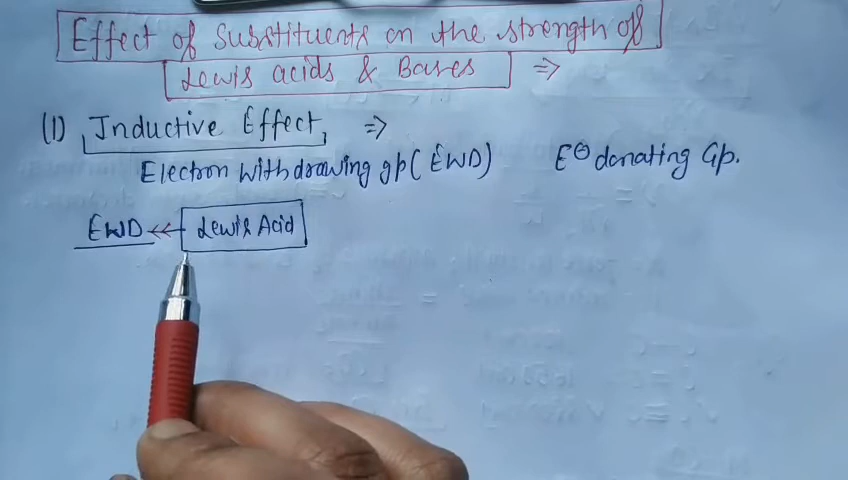 Effect of Substituents on the strength of
Lewis acids & Bases ⇒
(1) Inductive Effect, ⇒
Electron withdrawing gp (EWD) E⊖ donating Gp.
EWD ←← Lewis Acid